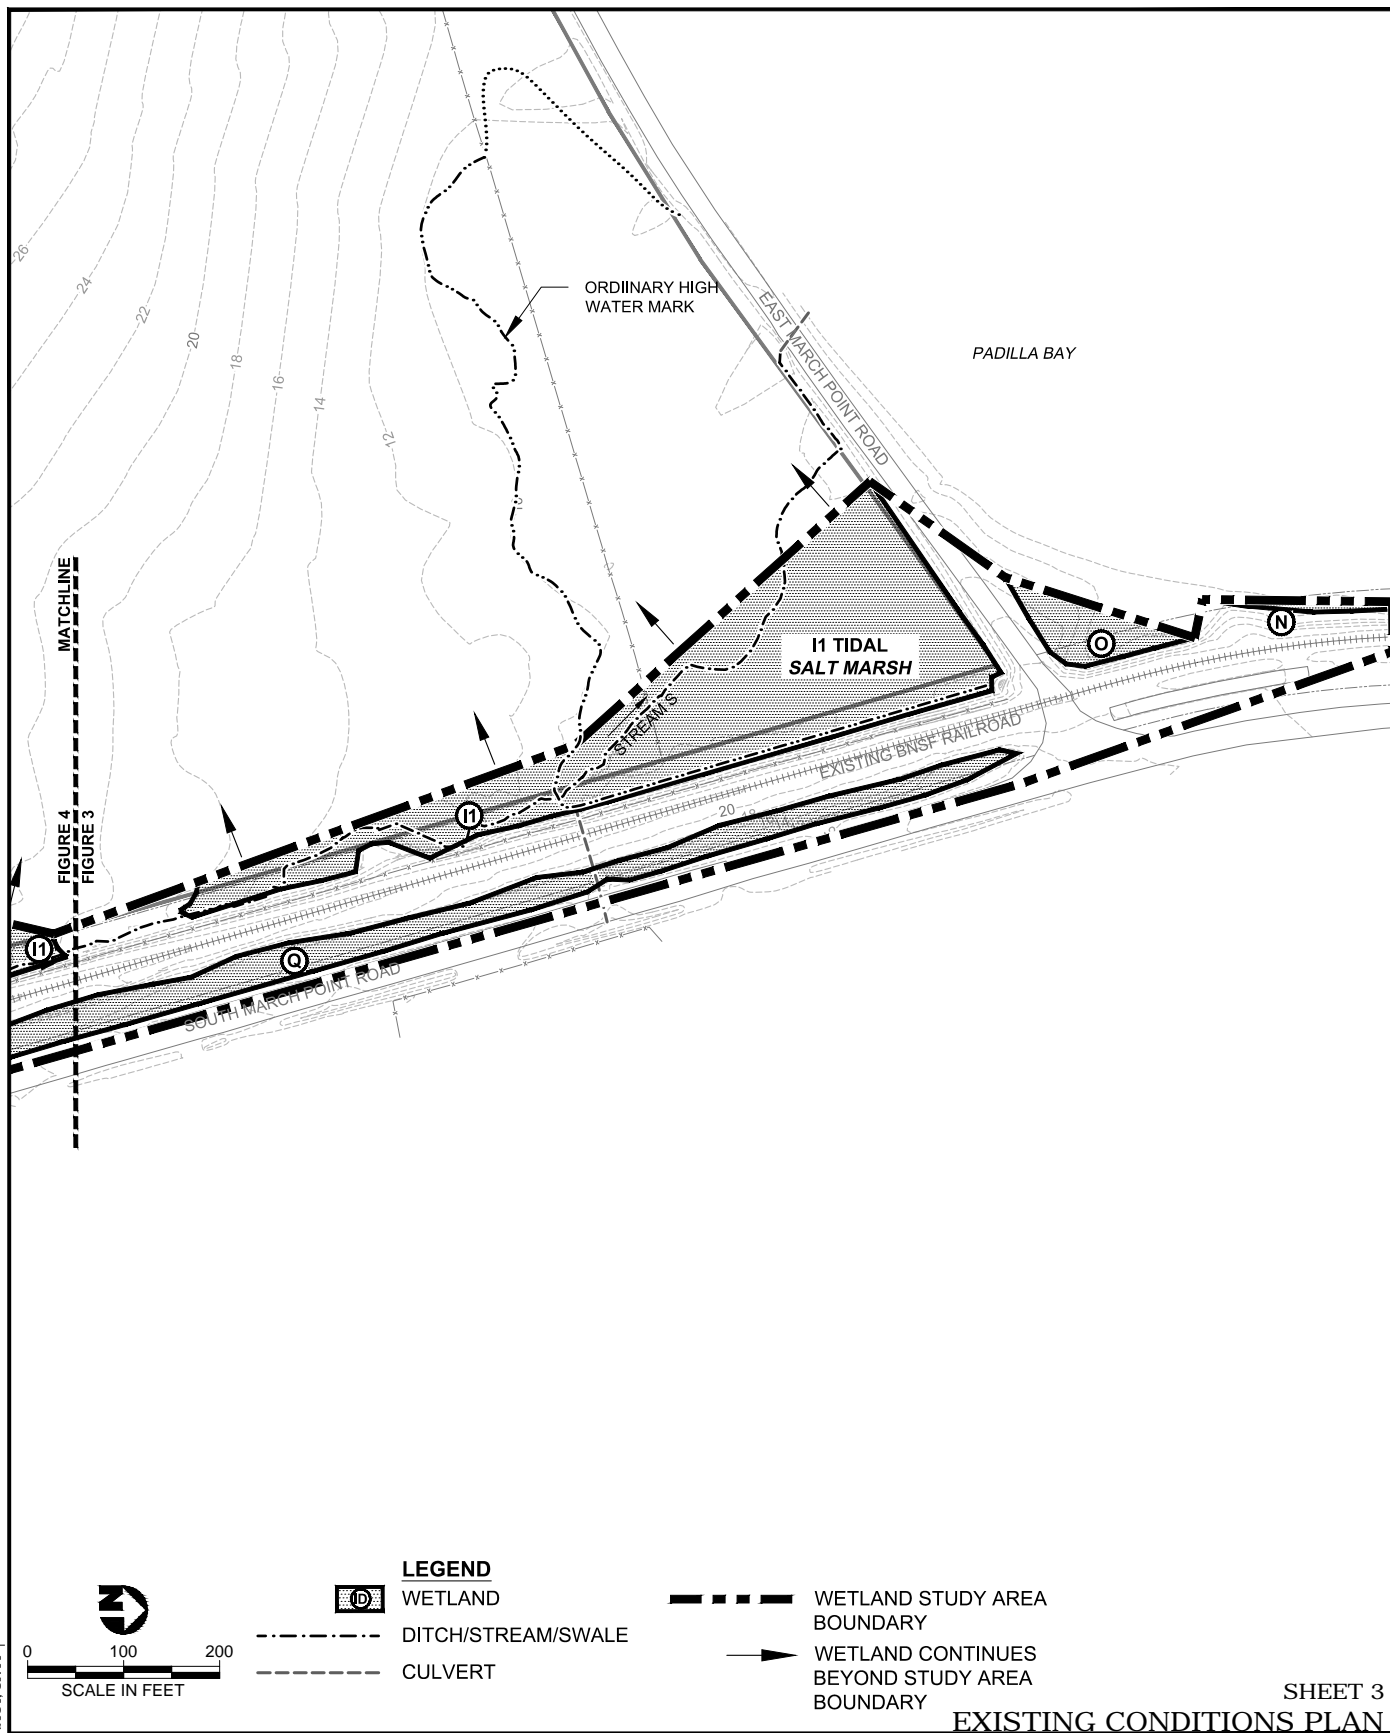 ORDIINARY HIGH
WATER MARK
PADILLA BAY
EAST MARCH POINT ROAD
26
24
22
20
18
16
14
12
MATCHLINE
FIGURE 4
FIGURE 3
I1 TIDAL
SALT MARSH
STREAM S
O
N
EXISTING BNSF RAILROAD
I1
20
I1
Q
SOUTH MARCH POINT ROAD
LEGEND
ID WETLAND
DITCH/STREAM/SWALE
CULVERT
WETLAND STUDY AREA
BOUNDARY
WETLAND CONTINUES
BEYOND STUDY AREA
BOUNDARY
N
0 100 200
SCALE IN FEET
SHEET 3
EXISTING CONDITIONS PLAN